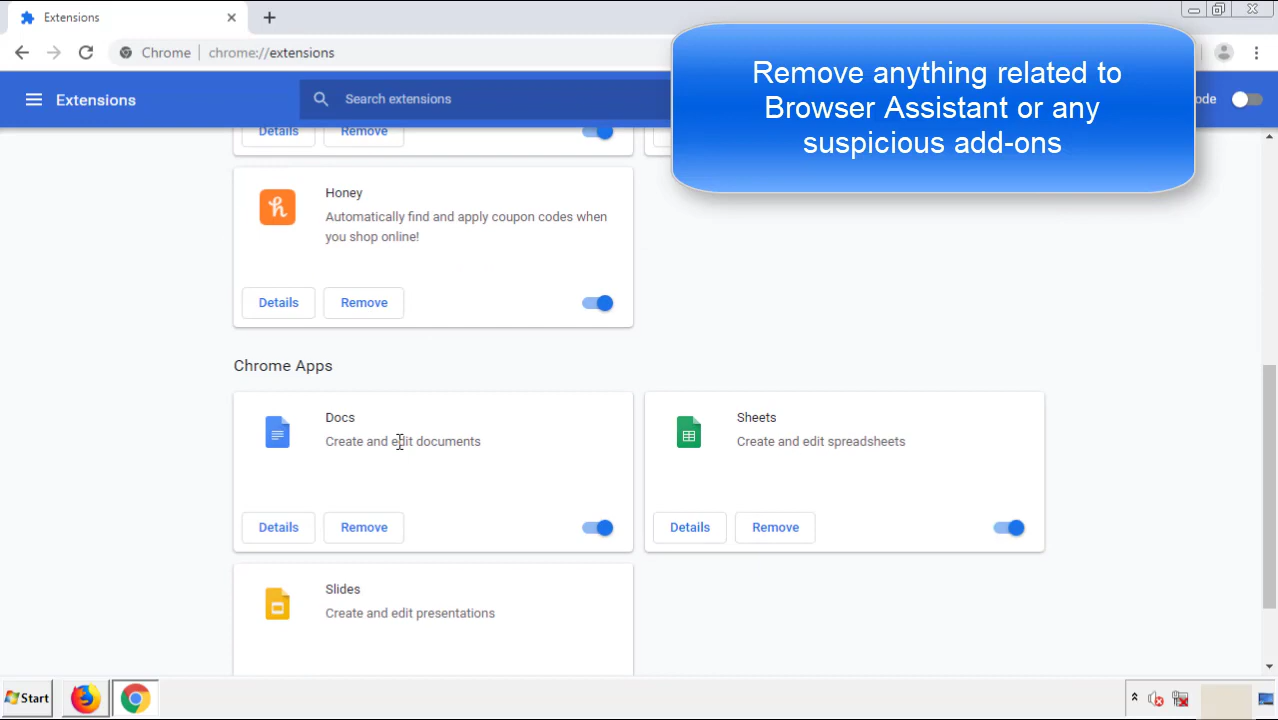 Extensions
Chrome
chrome://extensions
Remove anything related to
Browser Assistant or any
suspicious add-ons
Extensions
Search extensions
ode
Details
Remove
Honey
Automatically find and apply coupon codes when
you shop online!
Details
Remove
Chrome Apps
Docs
Create and edit documents
Details
Remove
Sheets
Create and edit spreadsheets
Details
Remove
Slides
Create and edit presentations
Start